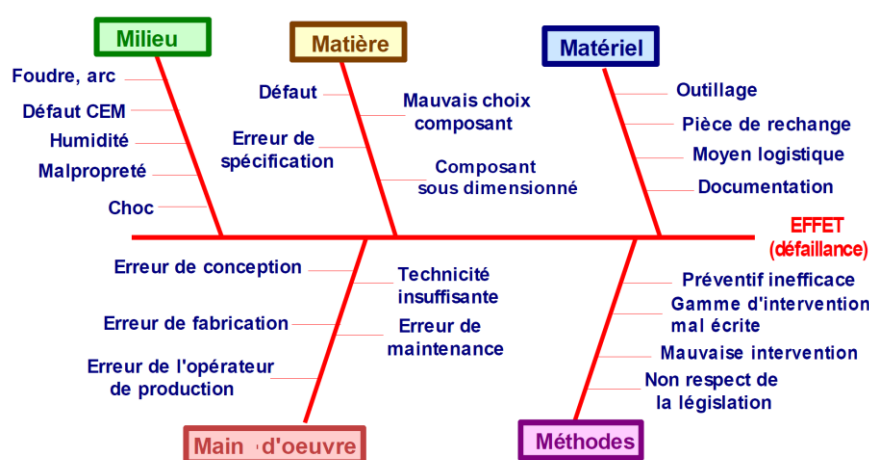 Milieu
Matière
Matériel
Foudre, arc
Défaut CEM
Humidité
Malpropreté
Choc
Défaut
Erreur de
spécification
Mauvais choix
composant
Composant
sous dimensionné
Outillage
Pièce de rechange
Moyen logistique
Documentation
EFFET
(défaillance)
Erreur de conception
Erreur de fabrication
Erreur de l'opérateur
de production
Technicité
insuffisante
Erreur de
maintenance
Préventif inefficace
Gamme d'intervention
mal écrite
Mauvaise intervention
Non respect de
la législation
Main d'oeuvre
Méthodes